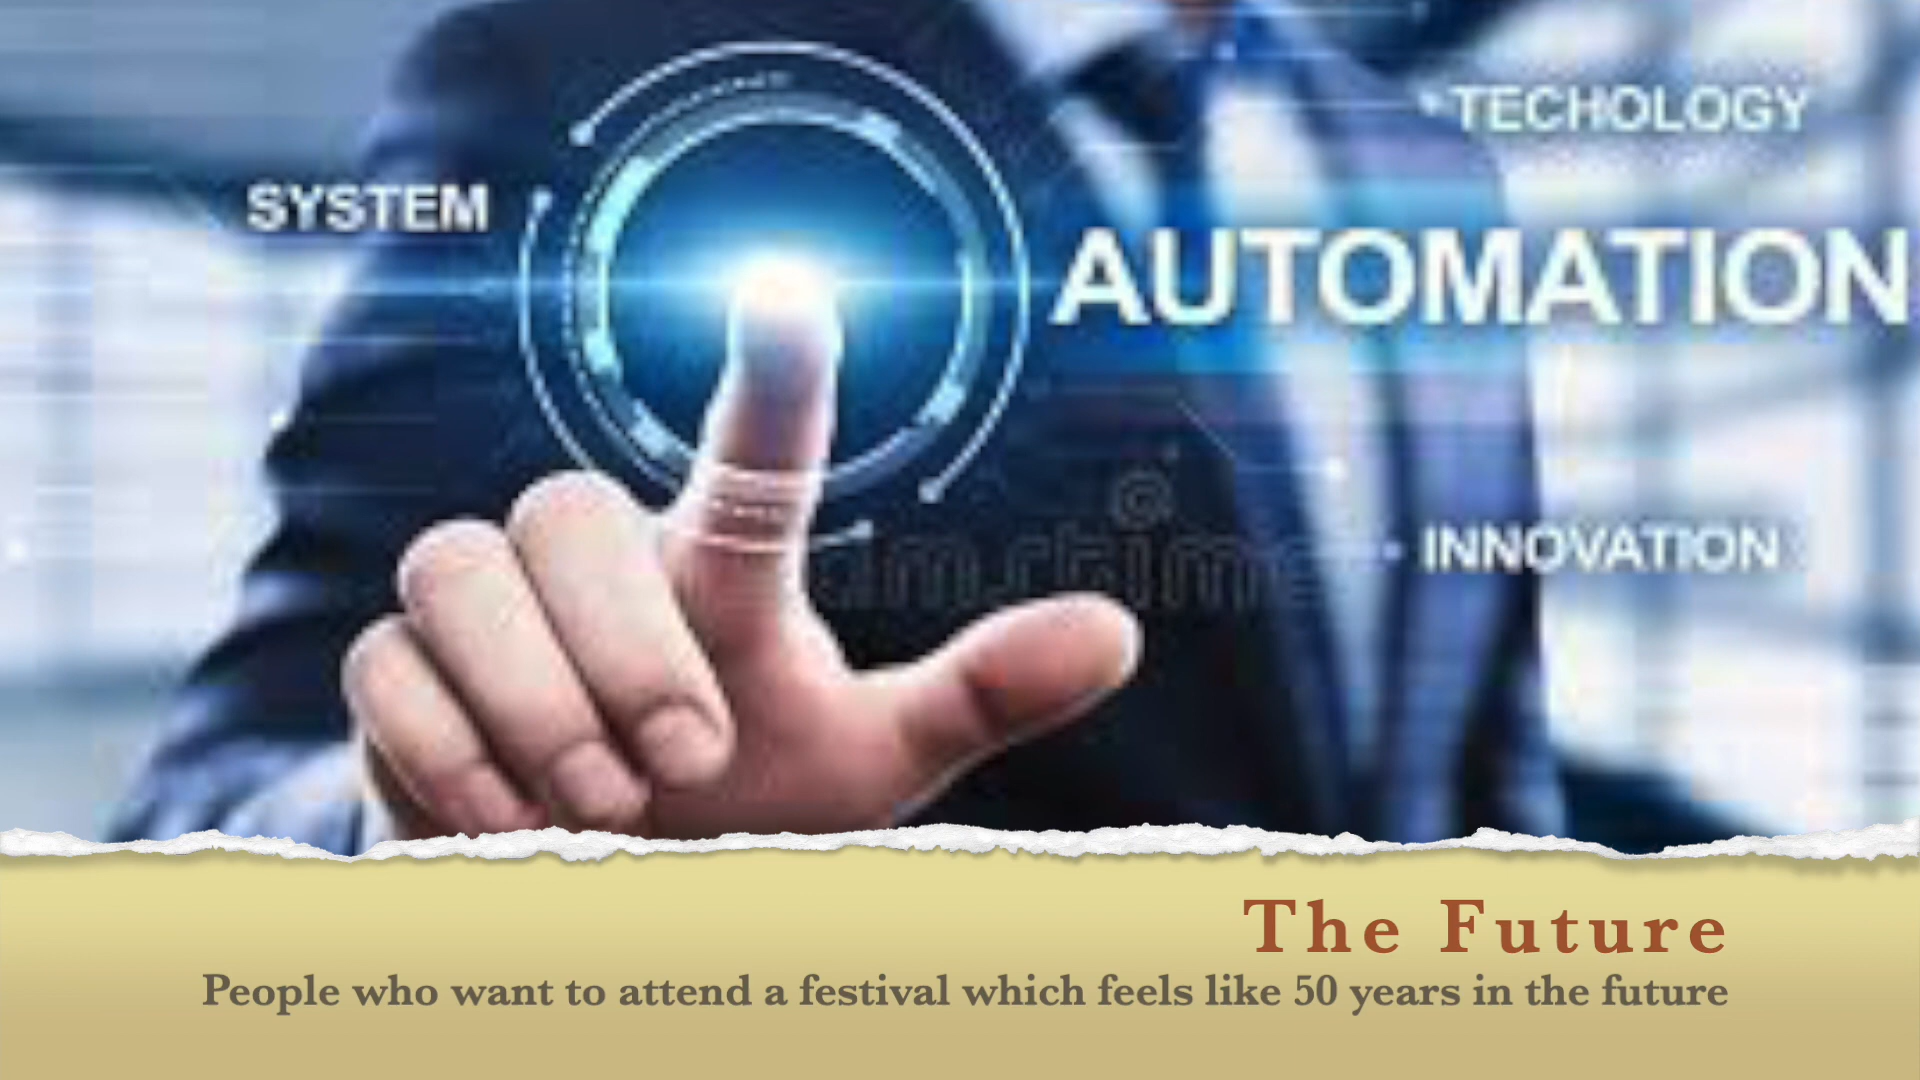 TECHOLOGY
SYSTEM
AUTOMATION
INNOVATION
The Future
People who want to attend a festival which feels like 50 years in the future